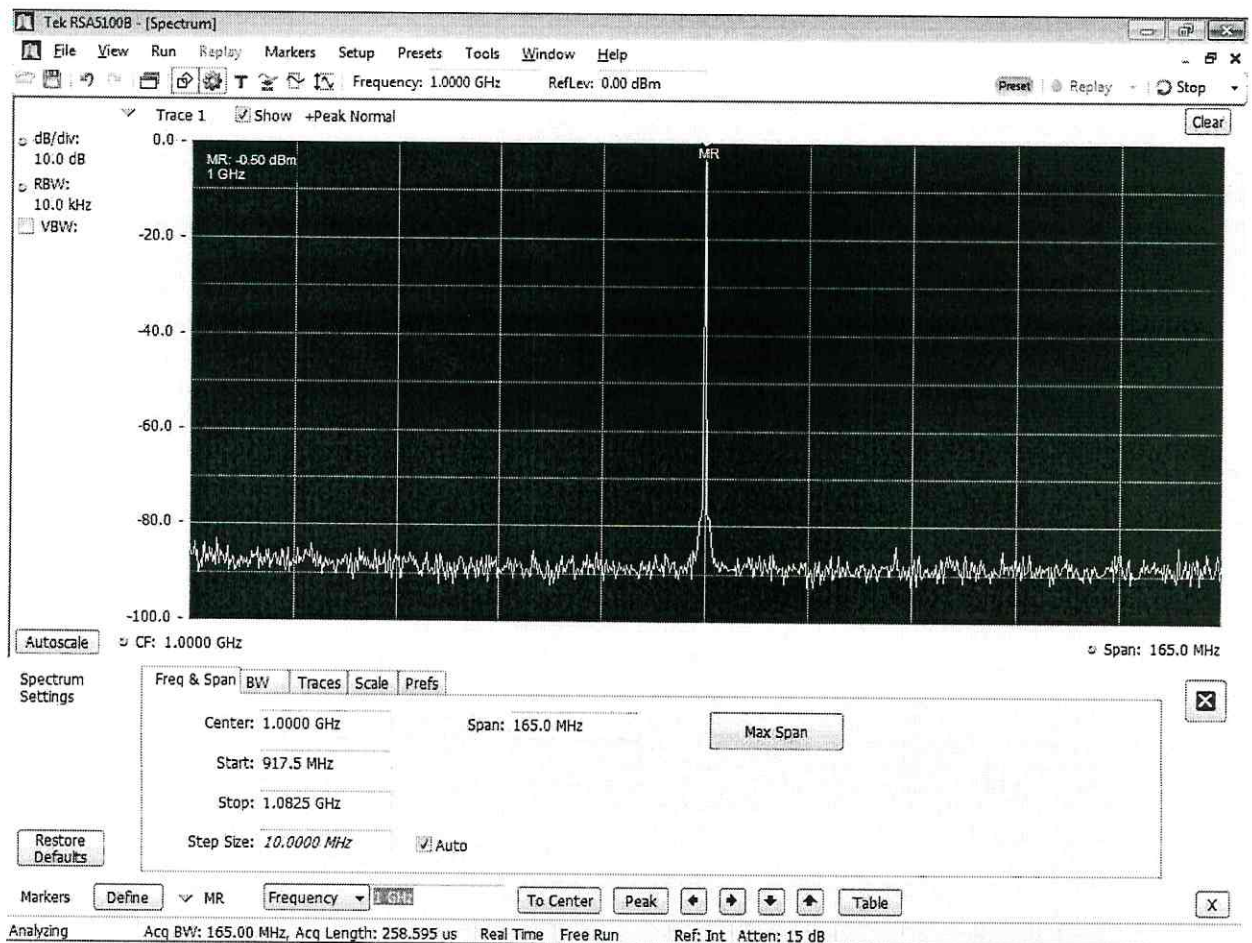 Tek RSA5100B - [Spectrum]
File View Run Replay Markers Setup Presets Tools Window Help
T Frequency: 1.0000 GHz RefLev: 0.00 dBm Preset Replay Stop
Trace 1 Show +Peak Normal Clear
dB/div:
10.0 dB
RBW:
10.0 kHz
VBW:
0.0
-20.0
-40.0
-60.0
-80.0
-100.0
MR: -0.50 dBm
1 GHz
MR
Autoscale CF: 1.0000 GHz Span: 165.0 MHz
Spectrum
Settings
Freq & Span BW Traces Scale Prefs
Center: 1.0000 GHz Span: 165.0 MHz Max Span
Start: 917.5 MHz
Stop: 1.0825 GHz
Step Size: 10.0000 MHz Auto
Restore
Defaults
Markers Define MR Frequency 1 GHz To Center Peak Table X
Analyzing Acq BW: 165.00 MHz, Acq Length: 258.595 us Real Time Free Run Ref: Int Atten: 15 dB